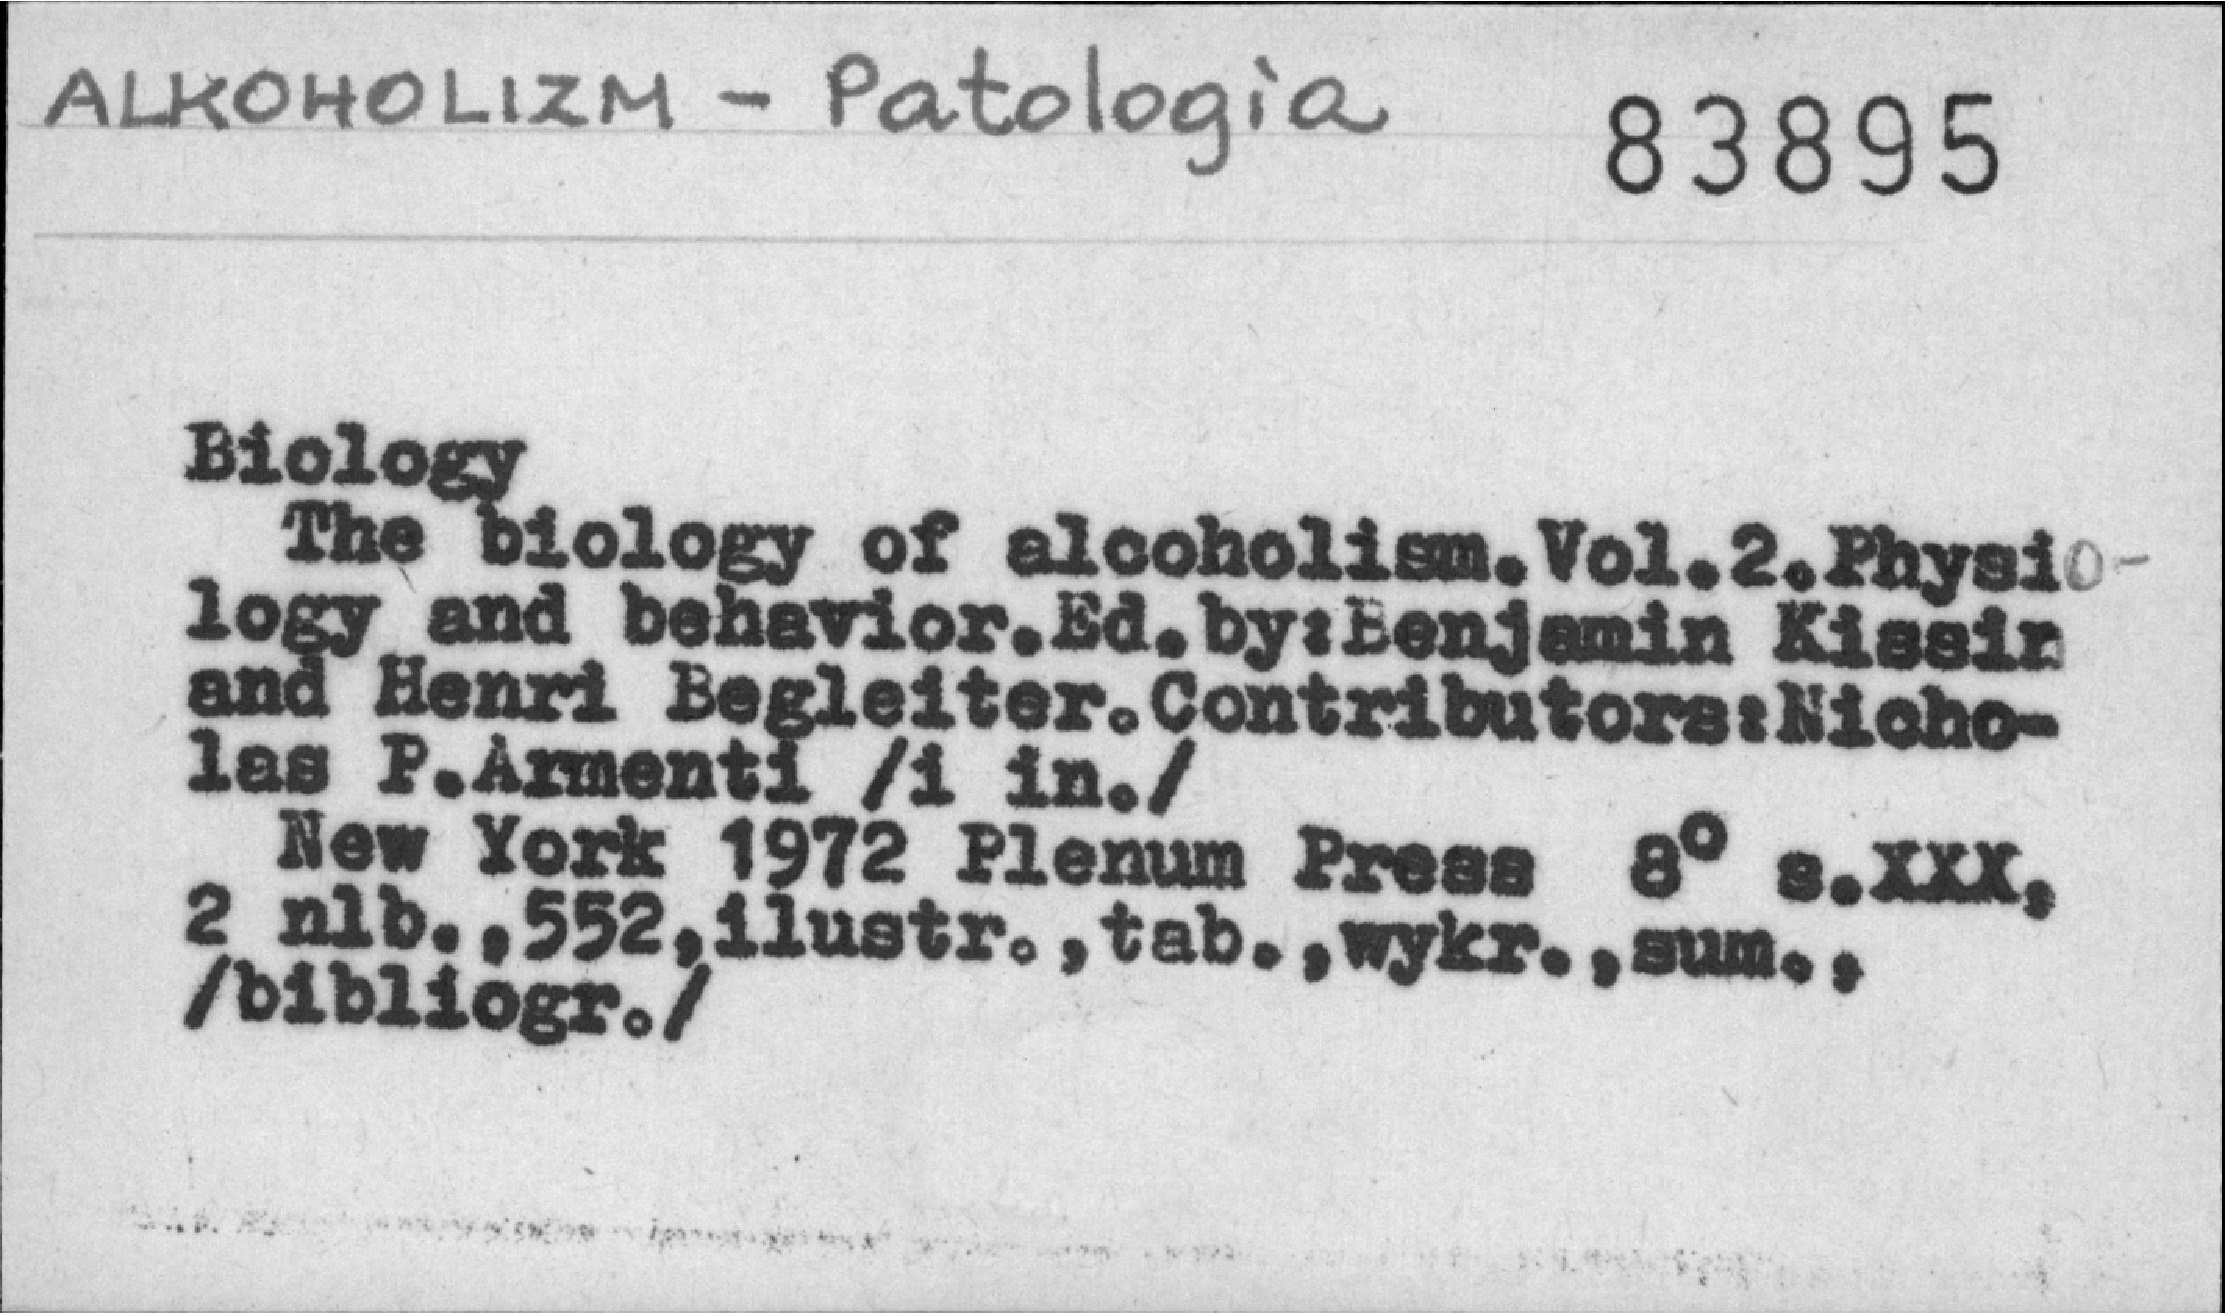 ALKOHOLIZM - Patologia
83895
Biology
The biology of alcoholism.Vol.2.Physio-
logy and behavior.Ed.by:Benjamin Kissin
and Henri Begleiter.Contributors:Nicho-
las P.Armenti /i in./
New York 1972 Plenum Press 8° s.XXX,
2 nlb.,552,ilustr.,tab.,wykr.,sum.,
/bibliogr./